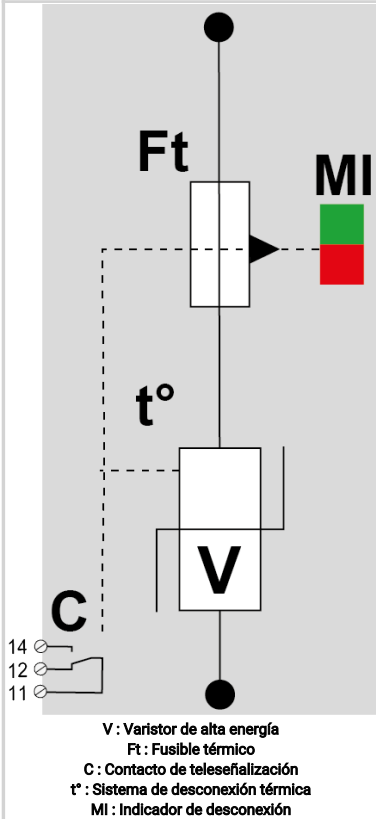 Ft
MI
t°
V
C
14
12
11
V : Varistor de alta energía
Ft : Fusible térmico
C : Contacto de teleseñalización
t° : Sistema de desconexión térmica
MI : Indicador de desconexión